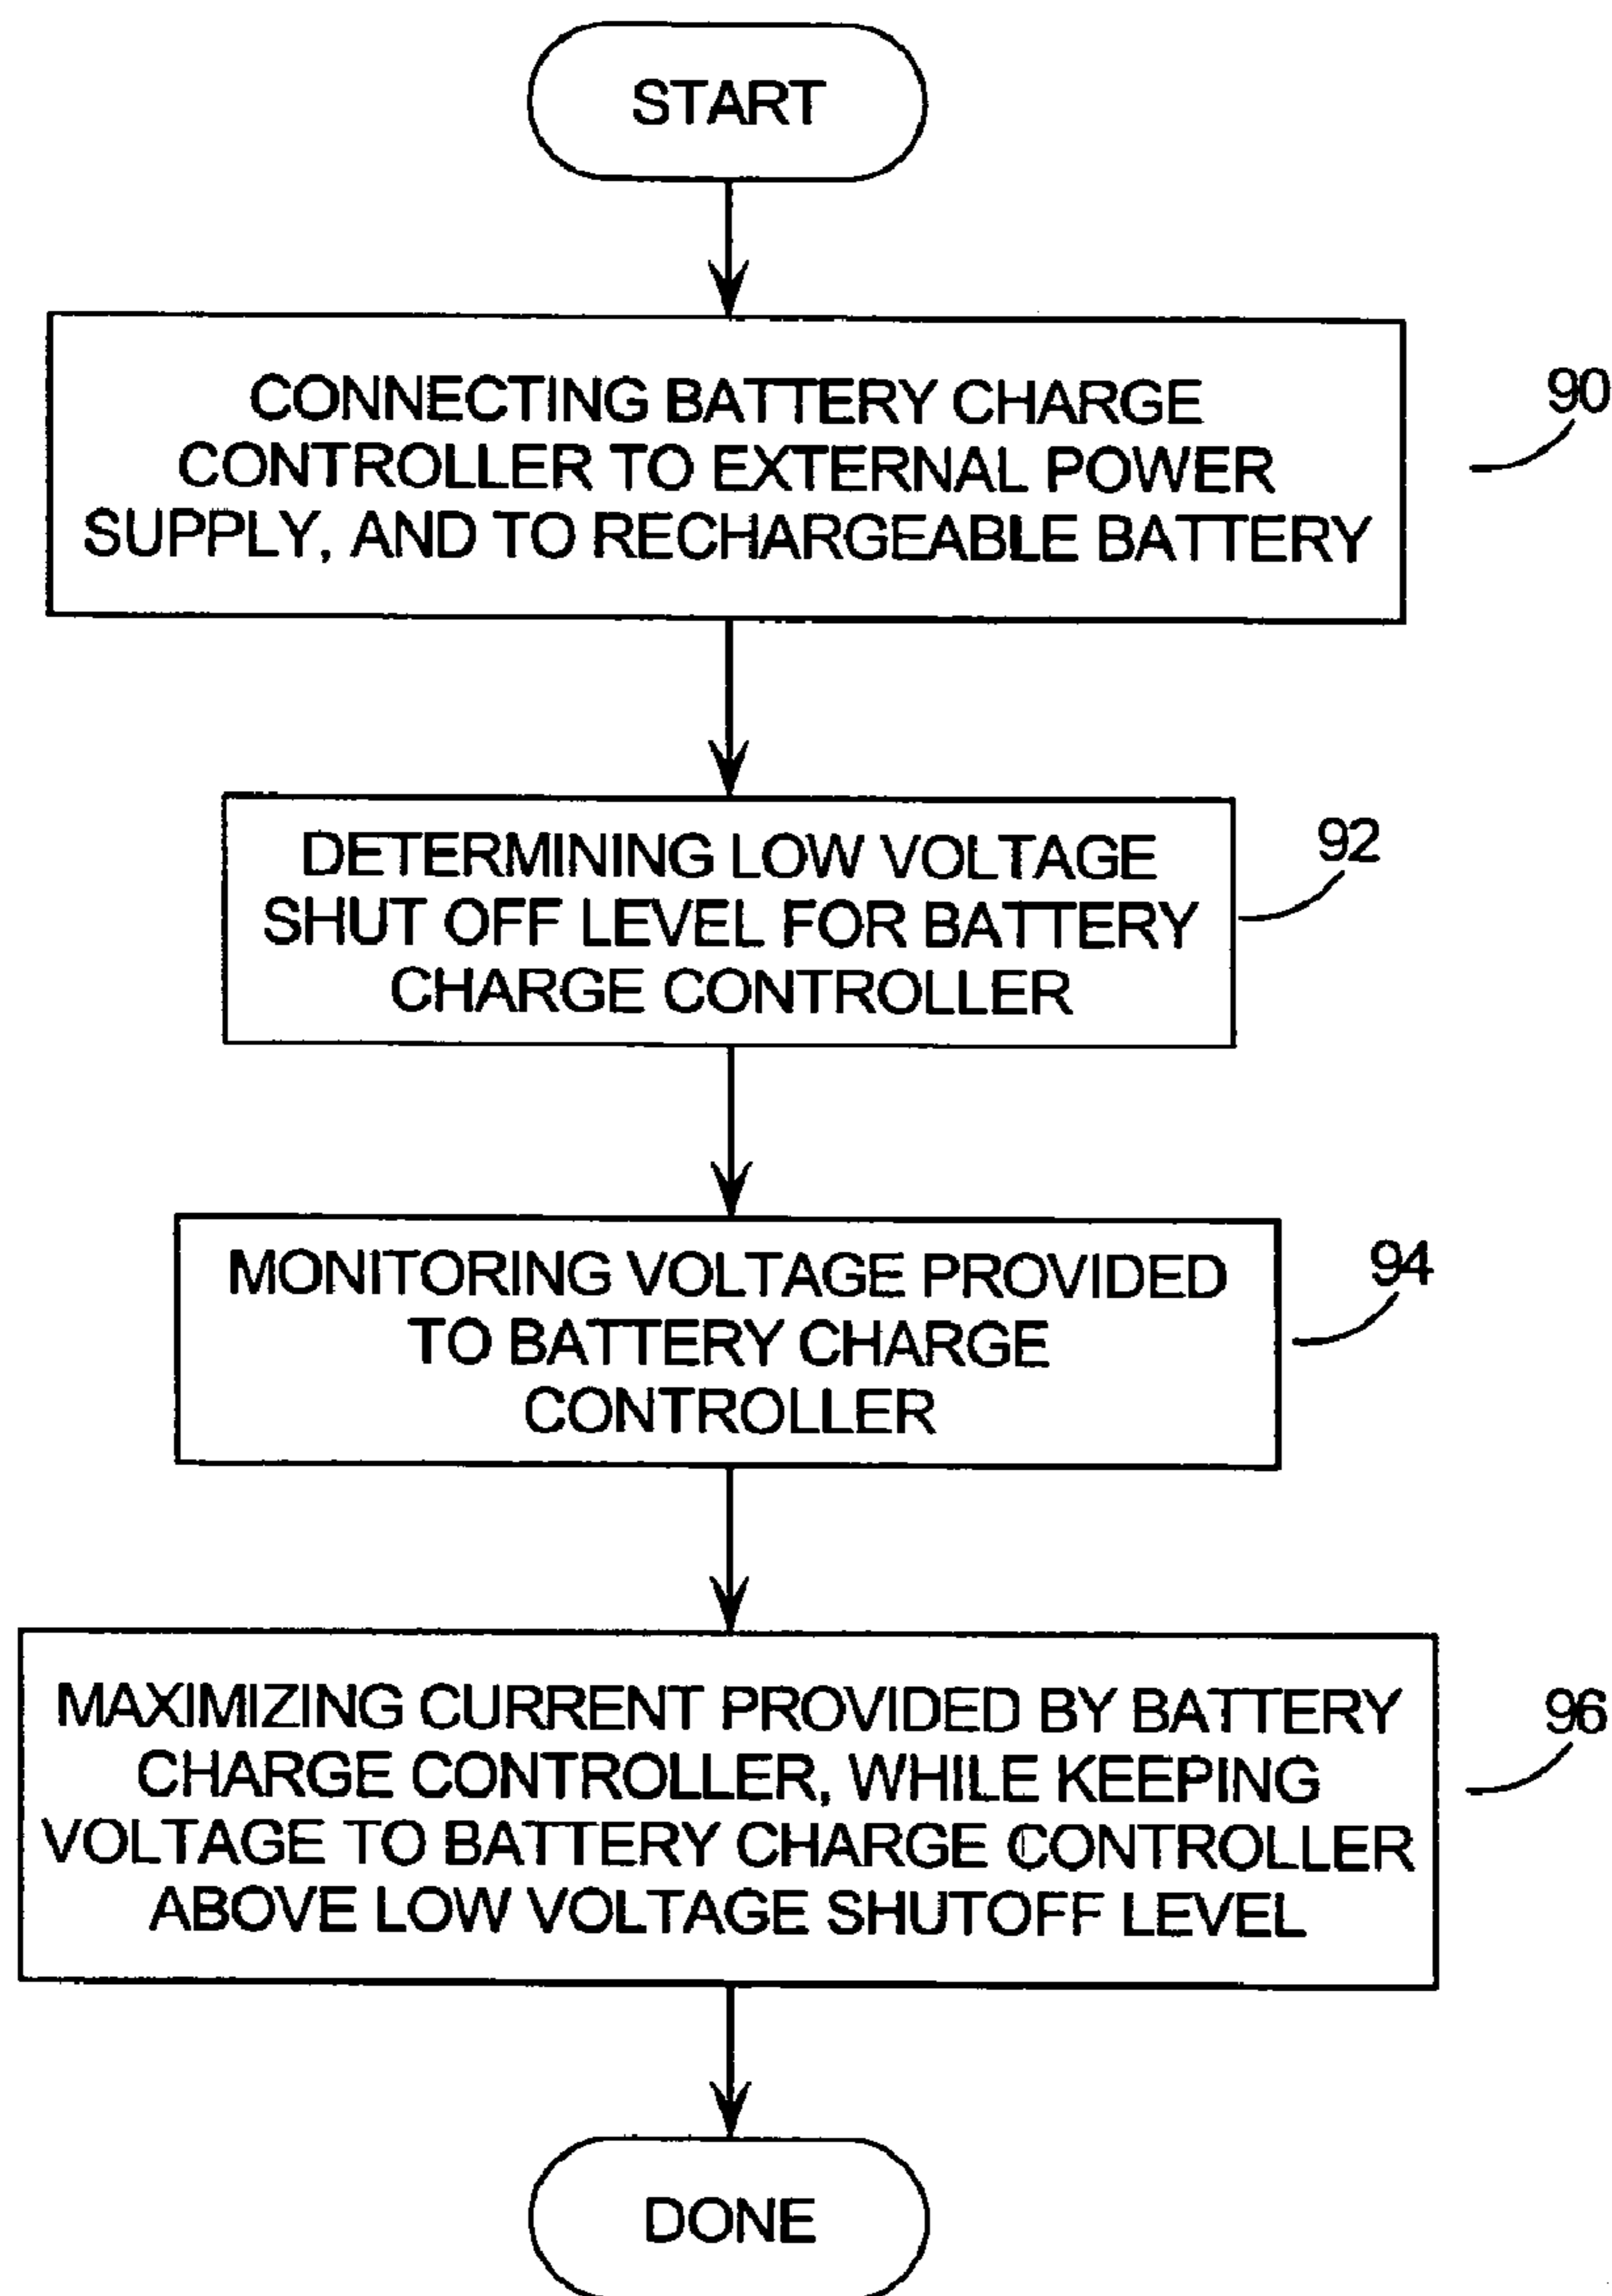 START
CONNECTING BATTERY CHARGE
CONTROLLER TO EXTERNAL POWER
SUPPLY, AND TO RECHARGEABLE BATTERY
90
DETERMINING LOW VOLTAGE
SHUT OFF LEVEL FOR BATTERY
CHARGE CONTROLLER
92
MONITORING VOLTAGE PROVIDED
TO BATTERY CHARGE
CONTROLLER
94
MAXIMIZING CURRENT PROVIDED BY BATTERY
CHARGE CONTROLLER, WHILE KEEPING
VOLTAGE TO BATTERY CHARGE CONTROLLER
ABOVE LOW VOLTAGE SHUTOFF LEVEL
96
DONE